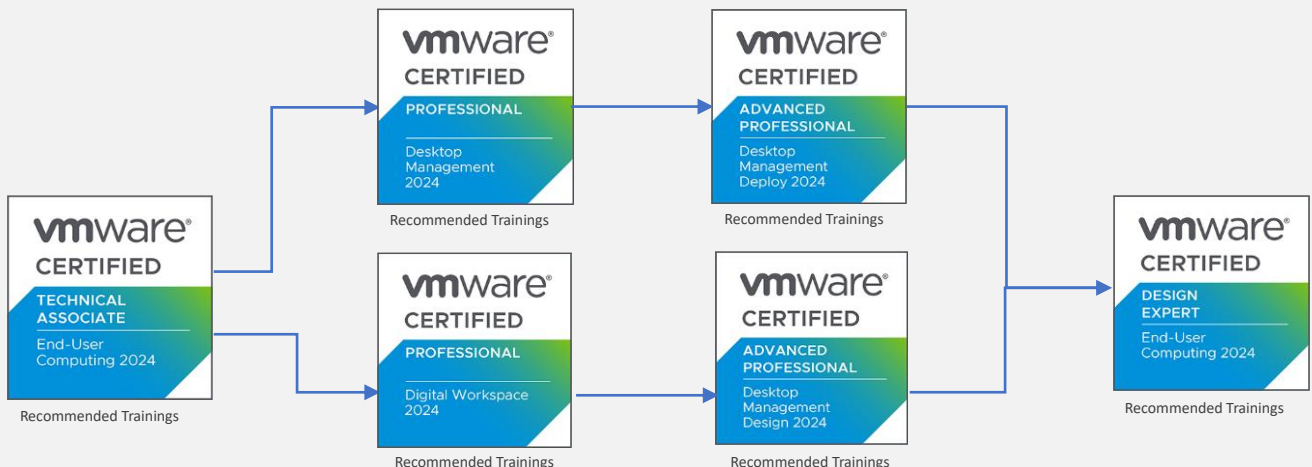 vmware®
CERTIFIED
TECHNICAL
ASSOCIATE
End-User
Computing 2024
Recommended Trainings
vmware®
CERTIFIED
PROFESSIONAL
Desktop
Management
2024
Recommended Trainings
vmware®
CERTIFIED
ADVANCED
PROFESSIONAL
Desktop
Management
Deploy 2024
Recommended Trainings
vmware®
CERTIFIED
PROFESSIONAL
Digital Workspace
2024
Recommended Trainings
vmware®
CERTIFIED
ADVANCED
PROFESSIONAL
Desktop
Management
Design 2024
Recommended Trainings
vmware®
CERTIFIED
DESIGN
EXPERT
End-User
Computing 2024
Recommended Trainings